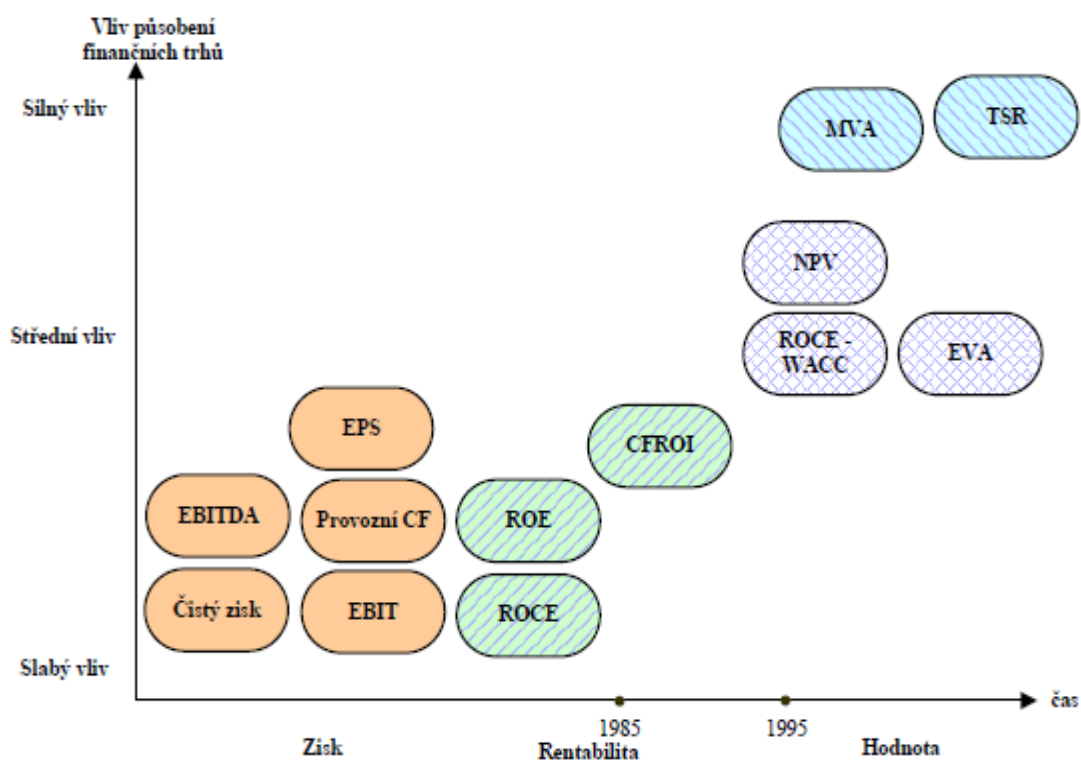 Vliv působení
finančních trhů
Silný vliv
MVA
TSR
NPV
Střední vliv
ROCE -
WACC
EVA
EPS
CFROI
EBITDA
Provozní CF
ROE
Čistý zisk
EBIT
ROCE
Slabý vliv
čas
1985
1995
Zisk
Rentabilita
Hodnota